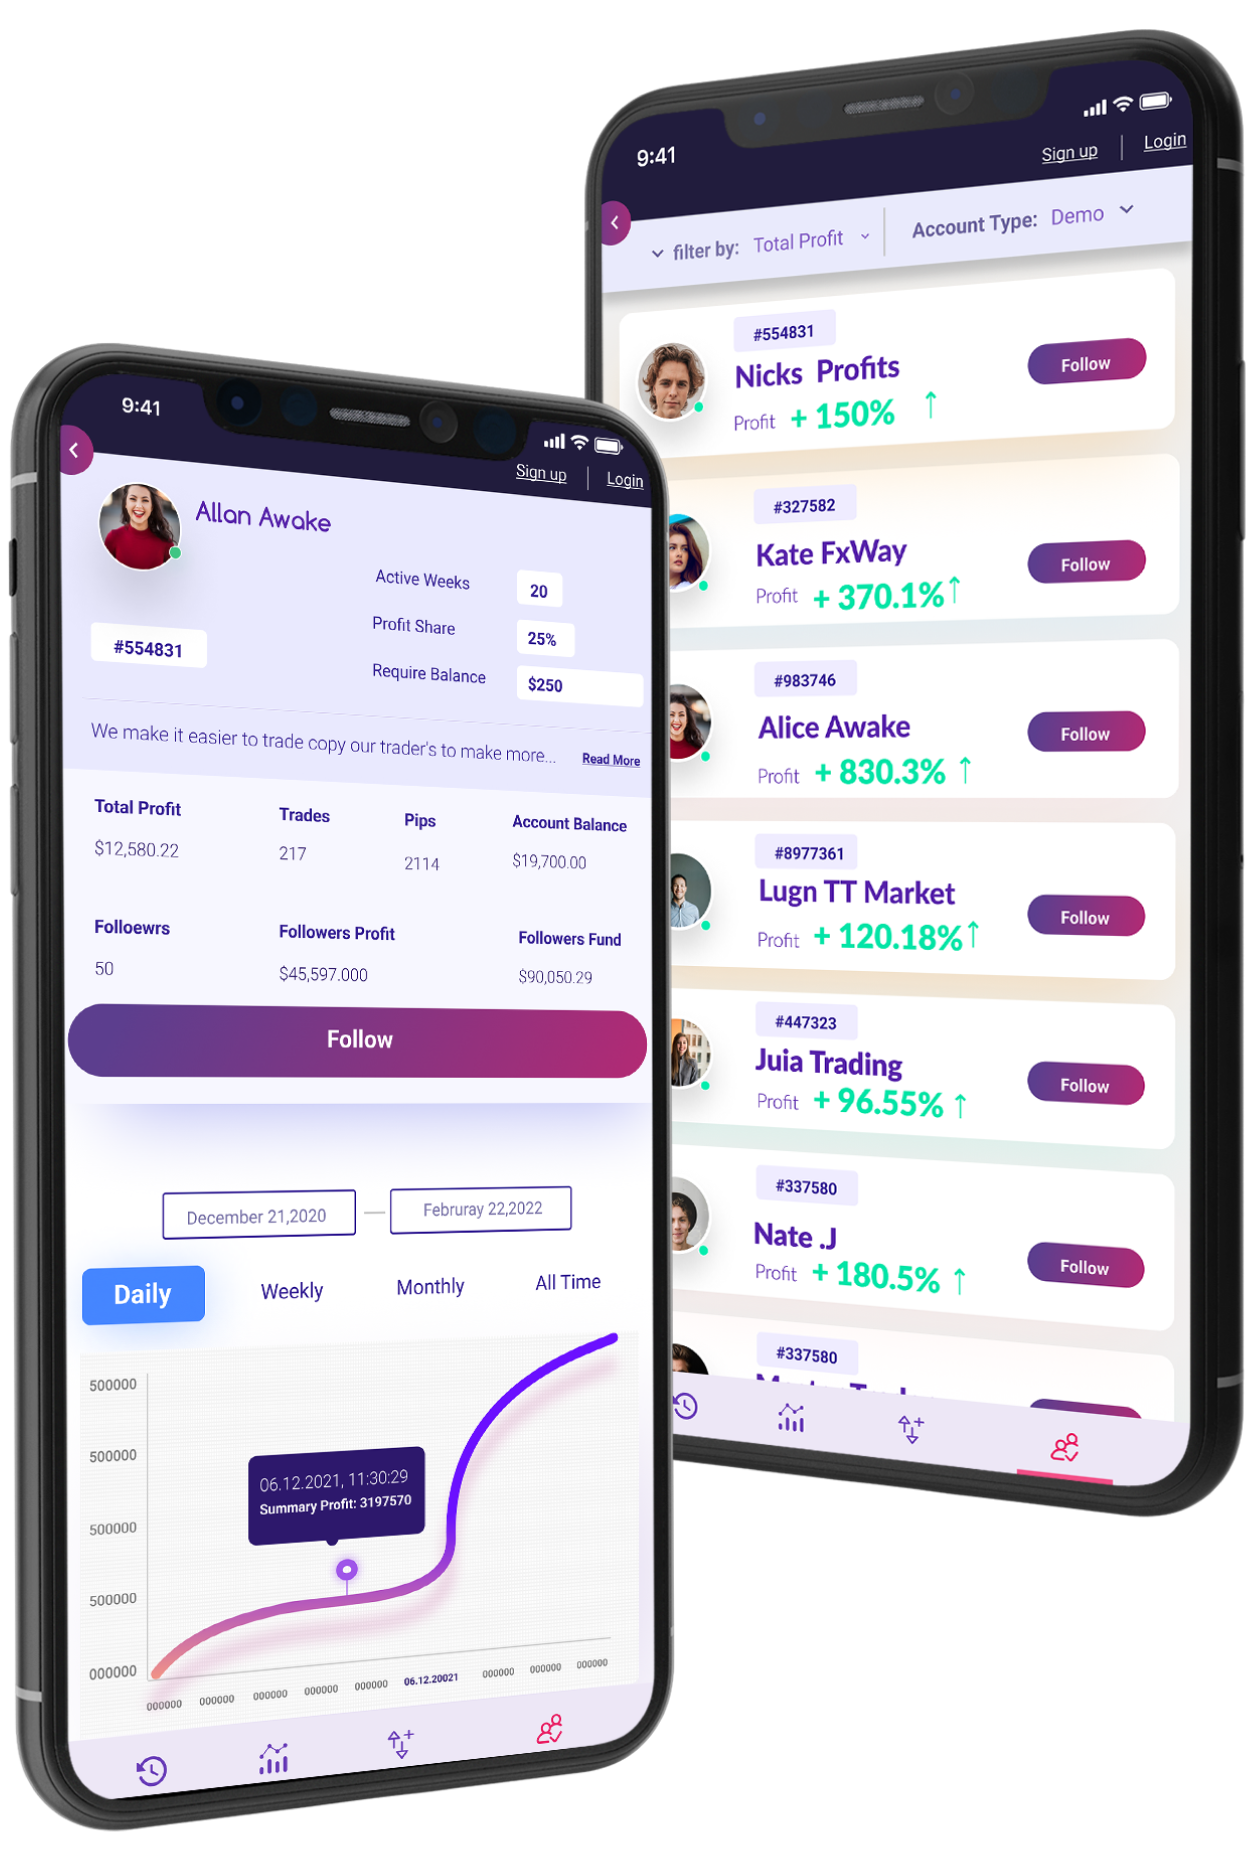 9:41
Sign up | Login
Allan Awake
Active Weeks 20
Profit Share 25%
#554831
Require Balance $250
We make it easier to trade copy our trader's to make more... Read More
Total Profit Trades Pips Account Balance
$12,580.22 217 2114 $19,700.00
Folloewrs Followers Profit Followers Fund
50 $45,597.000 $90,050.29
Follow
December 21,2020 — Februray 22,2022
Daily Weekly Monthly All Time
500000
500000
06.12.2021, 11:30:29
Summary Profit: 3197570
500000
500000
000000
000000 000000 000000 000000 000000 06.12.20021 000000 000000 000000
9:41
Sign up | Login
filter by: Total Profit Account Type: Demo
#554831
Nicks Profits
Profit + 150% ↑
Follow
#327582
Kate FxWay
Profit + 370.1% ↑
Follow
#983746
Alice Awake
Profit + 830.3% ↑
Follow
#8977361
Lugn TT Market
Profit + 120.18% ↑
Follow
#447323
Juia Trading
Profit + 96.55% ↑
Follow
#337580
Nate .J
Profit + 180.5% ↑
Follow
#337580